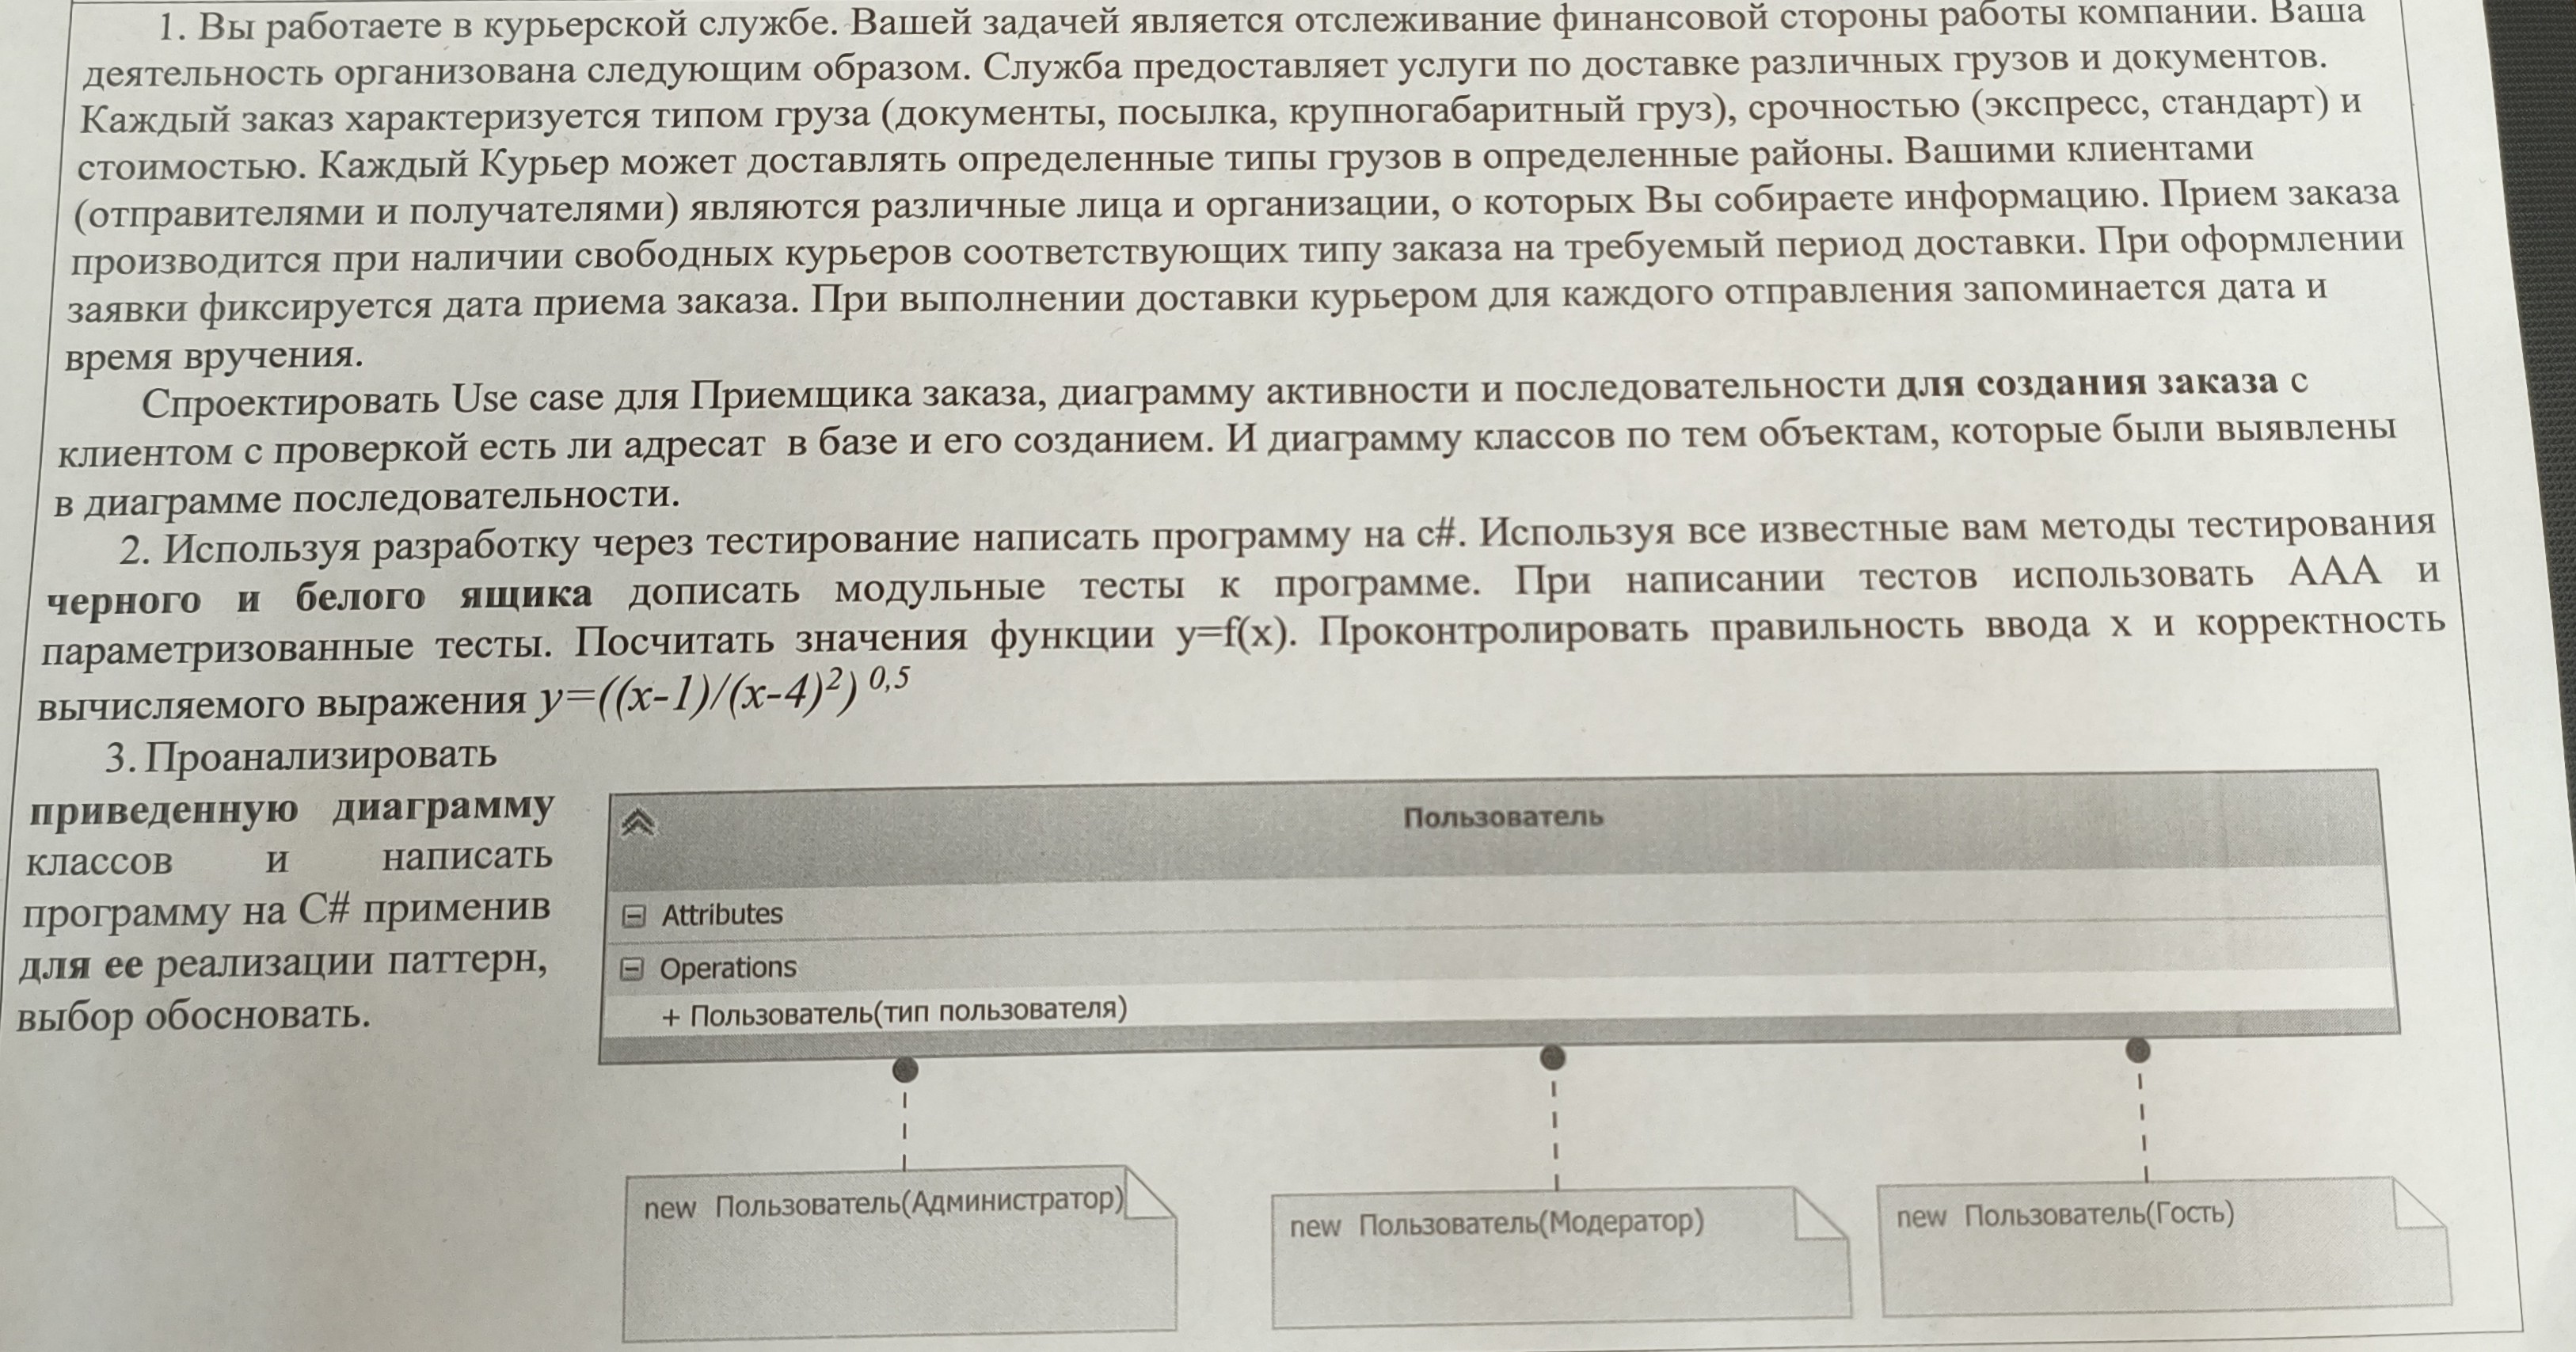 1. Вы работаете в курьерской службе. Вашей задачей является отслеживание финансовой стороны работы компании. Ваша
деятельность организована следующим образом. Служба предоставляет услуги по доставке различных грузов и документов.
Каждый заказ характеризуется типом груза (документы, посылка, крупногабаритный груз), срочностью (экспресс, стандарт) и
стоимостью. Каждый Курьер может доставлять определенные типы грузов в определенные районы. Вашими клиентами
(отправителями и получателями) являются различные лица и организации, о которых Вы собираете информацию. Прием заказа
производится при наличии свободных курьеров соответствующих типу заказа на требуемый период доставки. При оформлении
заявки фиксируется дата приема заказа. При выполнении доставки курьером для каждого отправления запоминается дата и
время вручения.
Спроектировать Use case для Приемщика заказа, диаграмму активности и последовательности для создания заказа с
клиентом с проверкой есть ли адресат в базе и его созданием. И диаграмму классов по тем объектам, которые были выявлены
в диаграмме последовательности.
2. Используя разработку через тестирование написать программу на c#. Используя все известные вам методы тестирования
черного и белого ящика дописать модульные тесты к программе. При написании тестов использовать ААА и
параметризованные тесты. Посчитать значения функции y=f(x). Проконтролировать правильность ввода x и корректность
вычисляемого выражения y=((x-1)/(x-4)²) ⁰,⁵
3. Проанализировать
приведенную диаграмму
классов и написать
программу на C# применив
для ее реализации паттерн,
выбор обосновать.
Пользователь
Attributes
Operations
+ Пользователь(тип пользователя)
new Пользователь(Администратор)
new Пользователь(Модератор)
new Пользователь(Гость)